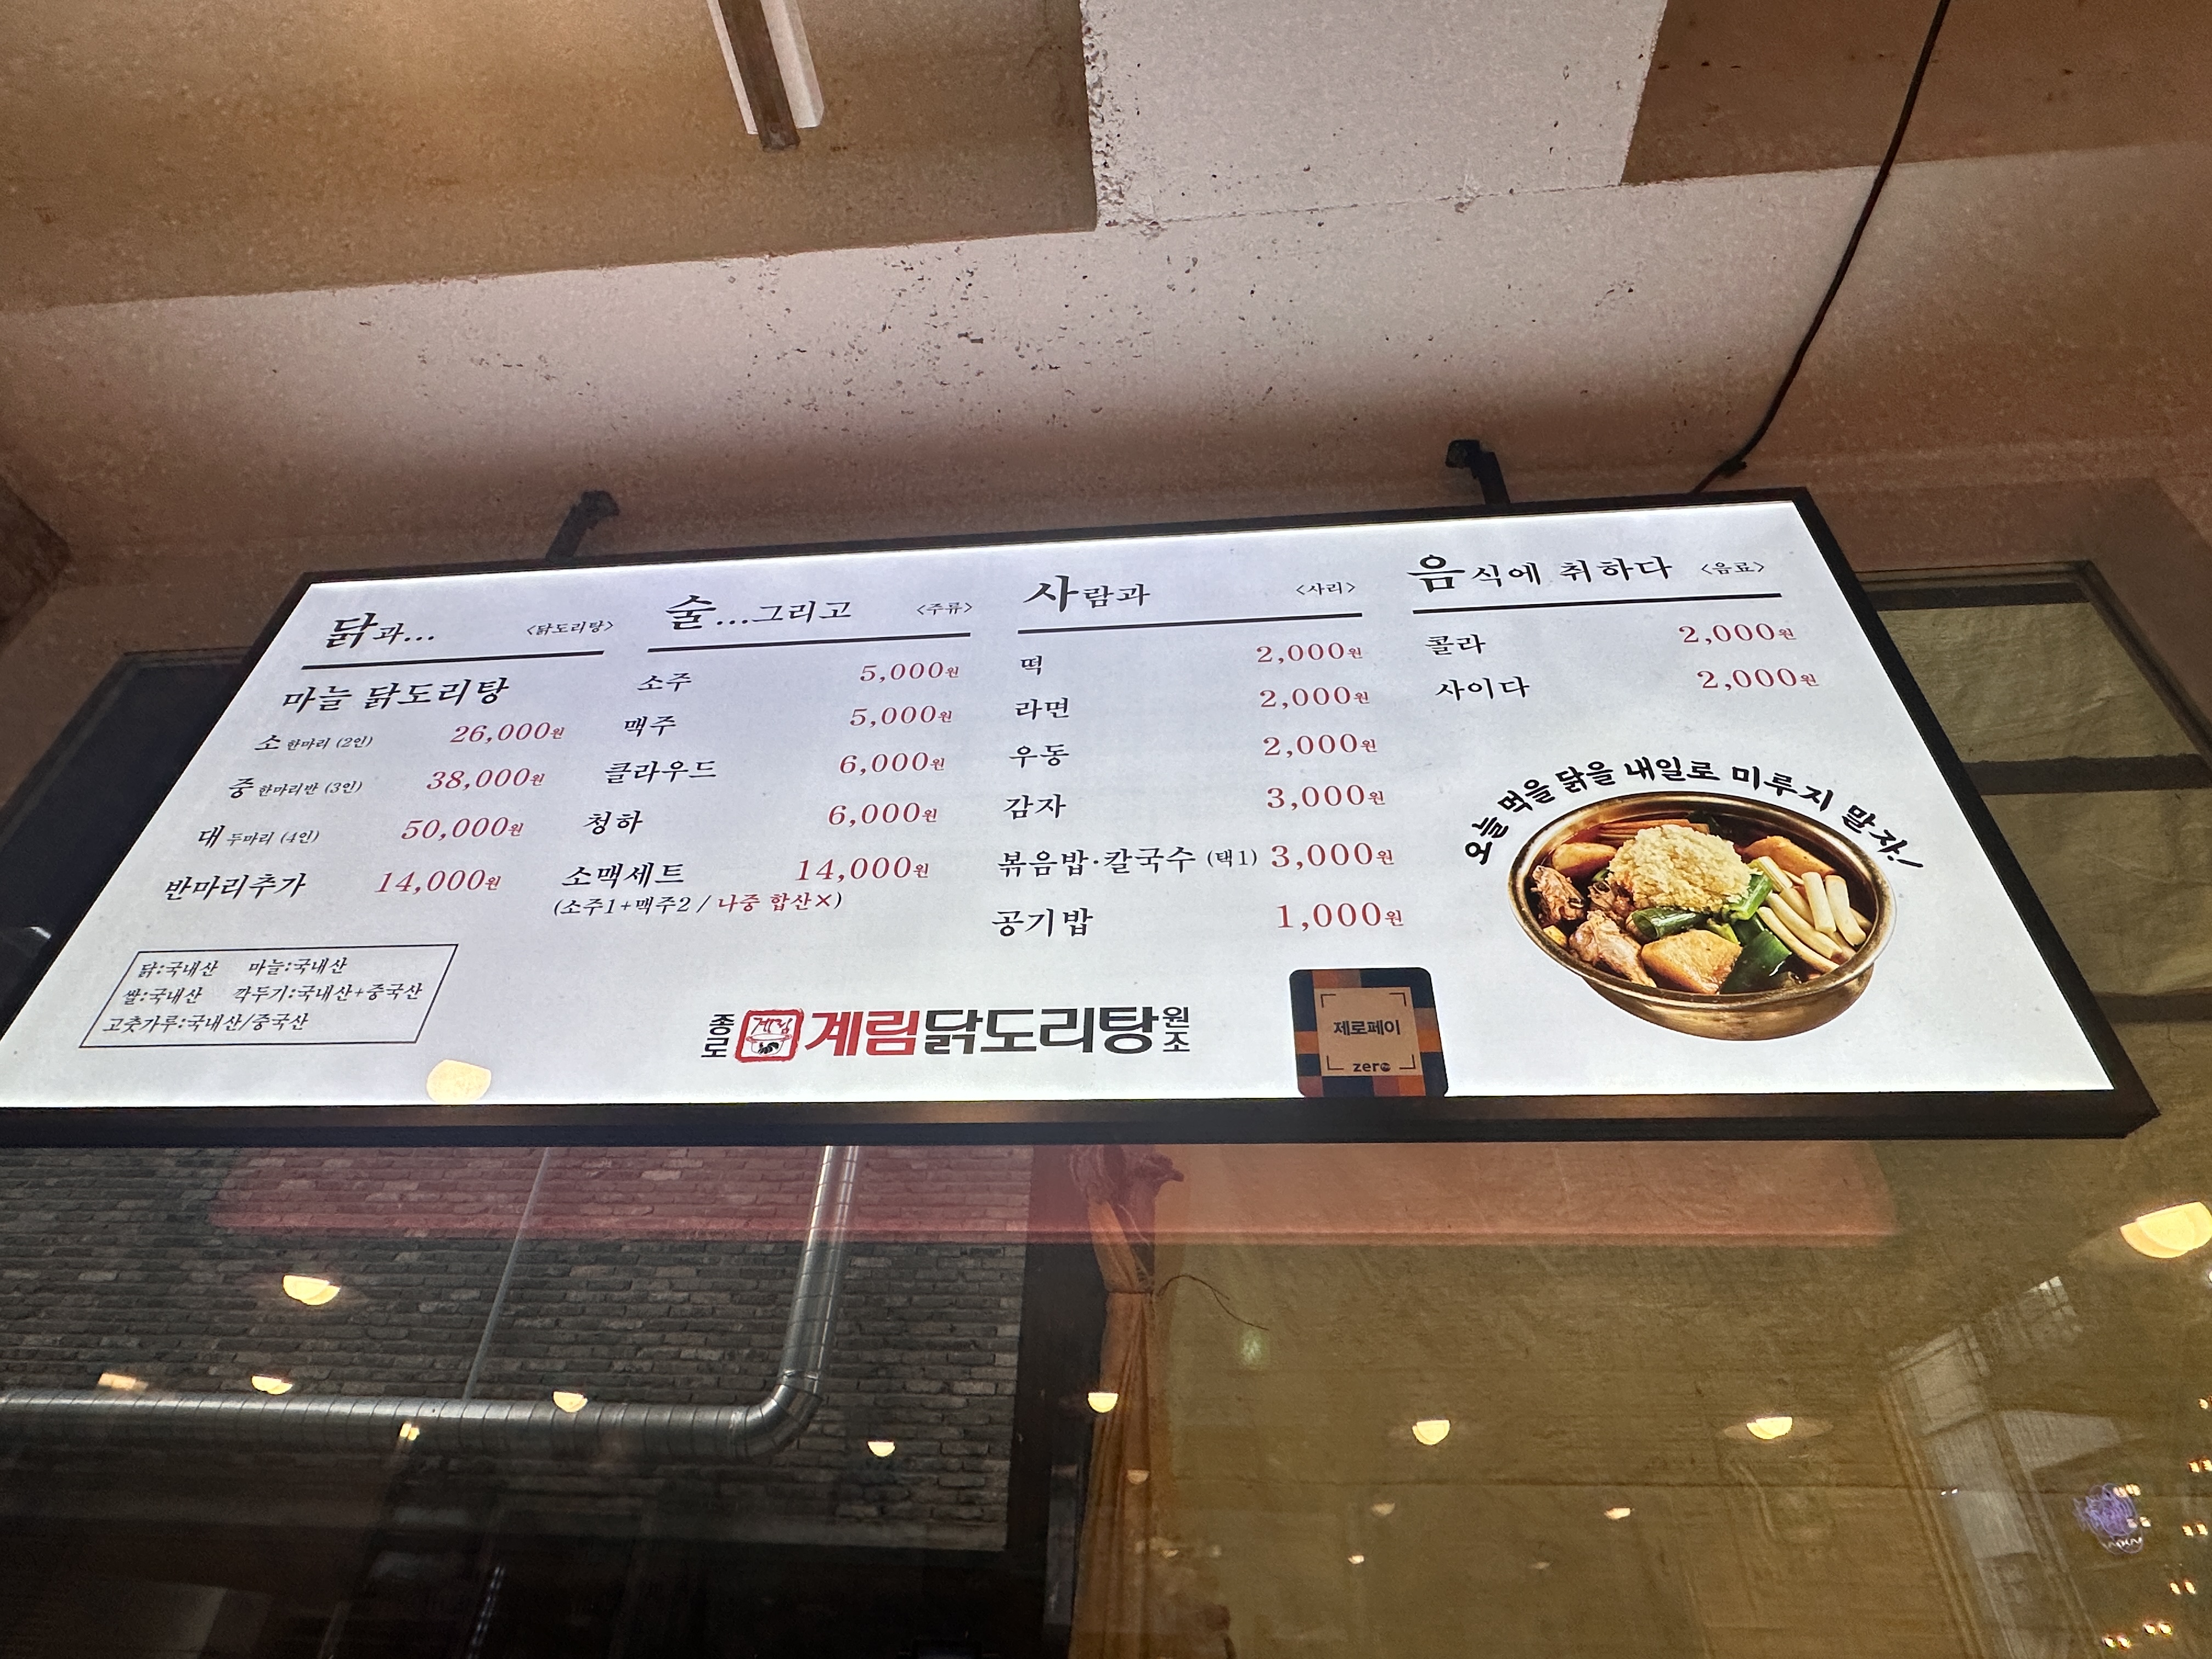 닭과... <닭도리탕>
마늘 닭도리탕
소 한마리 (2인) 26,000원
중 한마리반 (3인) 38,000원
대 두마리 (4인) 50,000원
반마리추가 14,000원
닭:국내산 마늘:국내산
쌀:국내산 깍두기:국내산+중국산
고춧가루:국내산/중국산
술...그리고 <주류>
소주 5,000원
맥주 5,000원
클라우드 6,000원
청하 6,000원
소맥세트 14,000원
(소주1+맥주2 / 나중 합산X)
사람과 <사리>
떡 2,000원
라면 2,000원
우동 2,000원
감자 3,000원
볶음밥·칼국수 (택1) 3,000원
공기밥 1,000원
음식에 취하다 <음료>
콜라 2,000원
사이다 2,000원
오늘 먹을 닭을 내일로 미루지 말자!
종로 계림 계림닭도리탕 원조
제로페이
zero